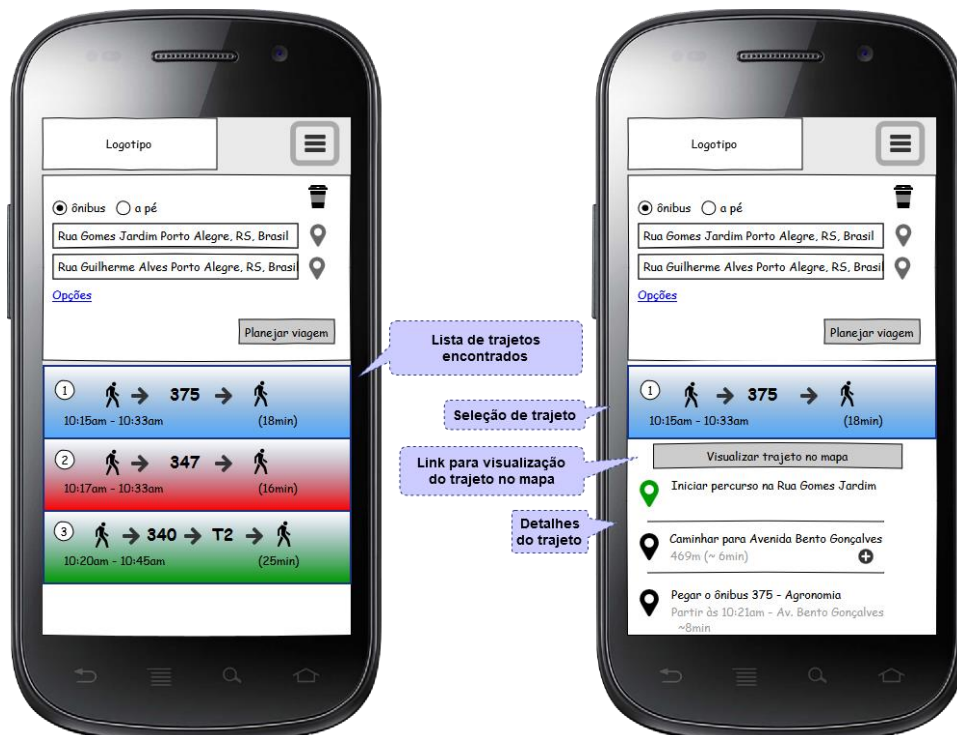 Logotipo
ônibus a pé
Rua Gomes Jardim Porto Alegre, RS, Brasil
Rua Guilherme Alves Porto Alegre, RS, Brasil
Opções
Planejar viagem
1
375
10:15am - 10:33am (18min)
2
347
10:17am - 10:33am (16min)
3
340 T2
10:20am - 10:45am (25min)
Lista de trajetos
encontrados
Seleção de trajeto
Link para visualização
do trajeto no mapa
Detalhes
do trajeto
Logotipo
ônibus a pé
Rua Gomes Jardim Porto Alegre, RS, Brasil
Rua Guilherme Alves Porto Alegre, RS, Brasil
Opções
Planejar viagem
1
375
10:15am - 10:33am (18min)
Visualizar trajeto no mapa
Iniciar percurso na Rua Gomes Jardim
Caminhar para Avenida Bento Gonçalves
469m (~ 6min)
Pegar o ônibus 375 - Agronomia
Partir às 10:21am - Av. Bento Gonçalves
~8min